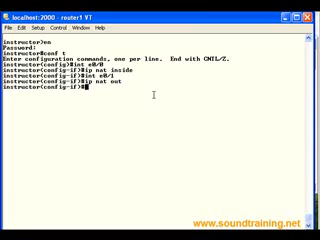 localhost:2000 - router1 VT
File Edit Setup Control Window Help
instructor>en
Password:
instructor#conf t
Enter configuration commands, one per line.  End with CNTL/Z.
instructor(config)#int e0/0
instructor(config-if)#ip nat inside
instructor(config-if)#int e0/1
instructor(config-if)#ip nat out
instructor(config-if)#
www.soundtraining.net